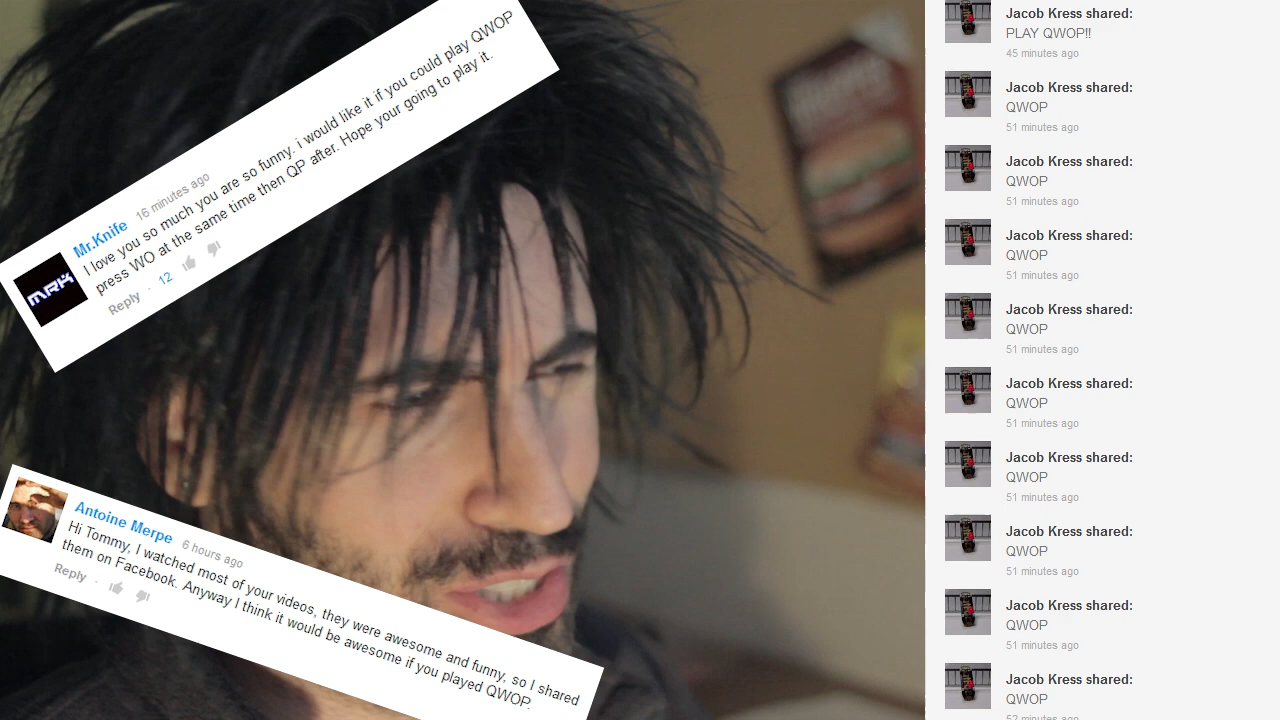 Mr.Knife 16 minutes ago
I love you so much you are so funny. i would like it if you could play QWOP
press WO at the same time then QP after. Hope your going to play it.
Reply · 12
MRK
Antoine Merpe 6 hours ago
Hi Tommy, I watched most of your videos, they were awesome and funny, so I shared
them on Facebook. Anyway I think it would be awesome if you played QWOP.
Reply ·
Jacob Kress shared:
PLAY QWOP!!
45 minutes ago
Jacob Kress shared:
QWOP
51 minutes ago
Jacob Kress shared:
QWOP
51 minutes ago
Jacob Kress shared:
QWOP
51 minutes ago
Jacob Kress shared:
QWOP
51 minutes ago
Jacob Kress shared:
QWOP
51 minutes ago
Jacob Kress shared:
QWOP
51 minutes ago
Jacob Kress shared:
QWOP
51 minutes ago
Jacob Kress shared:
QWOP
51 minutes ago
Jacob Kress shared:
QWOP
52 minutes ago